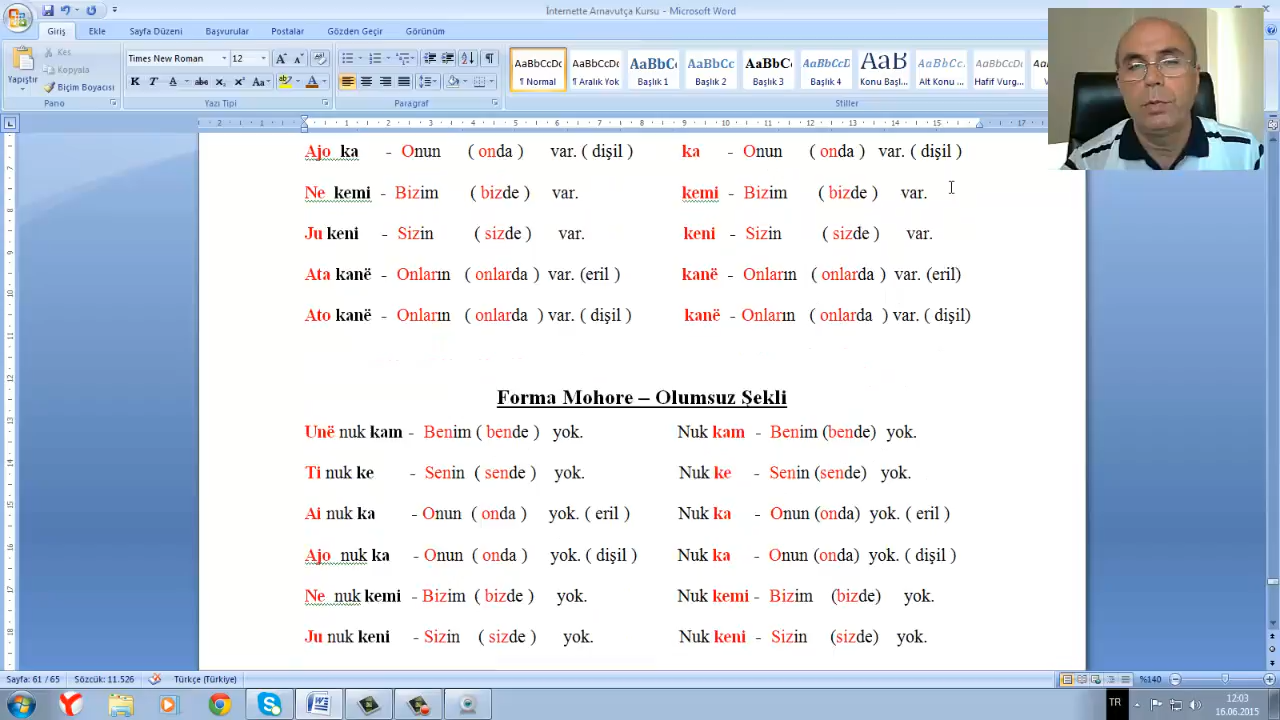 İnternette Arnavutça Kursu - Microsoft Word
Giriş Ekle Sayfa Düzeni Başvurular Postalar Gözden Geçir Görünüm
Yapıştır
Kes
Kopyala
Biçim Boyacısı
Pano
Times New Roman 12
Yazı Tipi
Paragraf
AaBbCcDc AaBbCcDc AaBbC AaBbCc AaBbCc AaBbCcD AaBb AaBbCc. AaBbCcDc
¶ Normal ¶ Aralık Yok Başlık 1 Başlık 2 Başlık 3 Başlık 4 Konu Başl... Alt Konu ... Hafif Vurg...
Stiller
Ajo ka - Onun ( onda ) var. ( dişil ) ka - Onun ( onda ) var. ( dişil )
Ne kemi - Bizim ( bizde ) var. kemi - Bizim ( bizde ) var.
Ju keni - Sizin ( sizde ) var. keni - Sizin ( sizde ) var.
Ata kanë - Onların ( onlarda ) var. (eril ) kanë - Onların ( onlarda ) var. (eril)
Ato kanë - Onların ( onlarda ) var. ( dişil ) kanë - Onların ( onlarda ) var. ( dişil)
Forma Mohore – Olumsuz Şekli
Unë nuk kam - Benim ( bende ) yok. Nuk kam - Benim (bende) yok.
Ti nuk ke - Senin ( sende ) yok. Nuk ke - Senin (sende) yok.
Ai nuk ka - Onun ( onda ) yok. ( eril ) Nuk ka - Onun (onda) yok. ( eril )
Ajo nuk ka - Onun ( onda ) yok. ( dişil ) Nuk ka - Onun (onda) yok. ( dişil )
Ne nuk kemi - Bizim ( bizde ) yok. Nuk kemi - Bizim (bizde) yok.
Ju nuk keni - Sizin ( sizde ) yok. Nuk keni - Sizin (sizde) yok.
Sayfa: 61 / 65 Sözcük: 11.526 Türkçe (Türkiye) %140
TR 12:03
16.06.2015